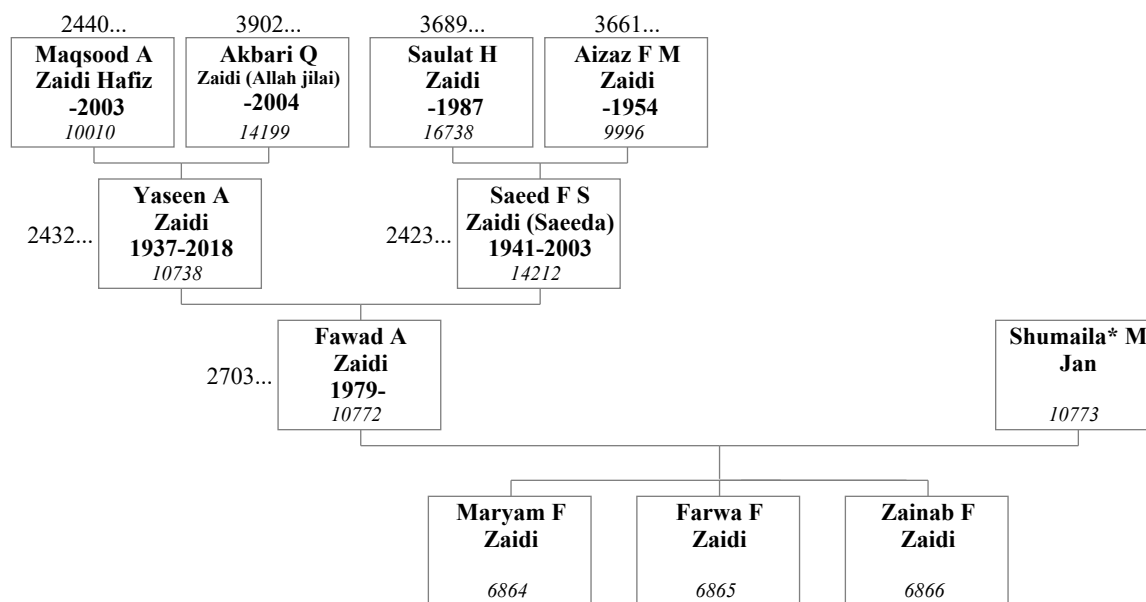 2440...
3902...
3689...
3661...
Maqsood A
Zaidi Hafiz
-2003
10010
Akbari Q
Zaidi (Allah jilai)
-2004
14199
Saulat H
Zaidi
-1987
16738
Aizaz F M
Zaidi
-1954
9996
2432...
Yaseen A
Zaidi
1937-2018
10738
2423...
Saeed F S
Zaidi (Saeeda)
1941-2003
14212
2703...
Fawad A
Zaidi
1979-
10772
Shumaila* M
Jan
10773
Maryam F
Zaidi
6864
Farwa F
Zaidi
6865
Zainab F
Zaidi
6866